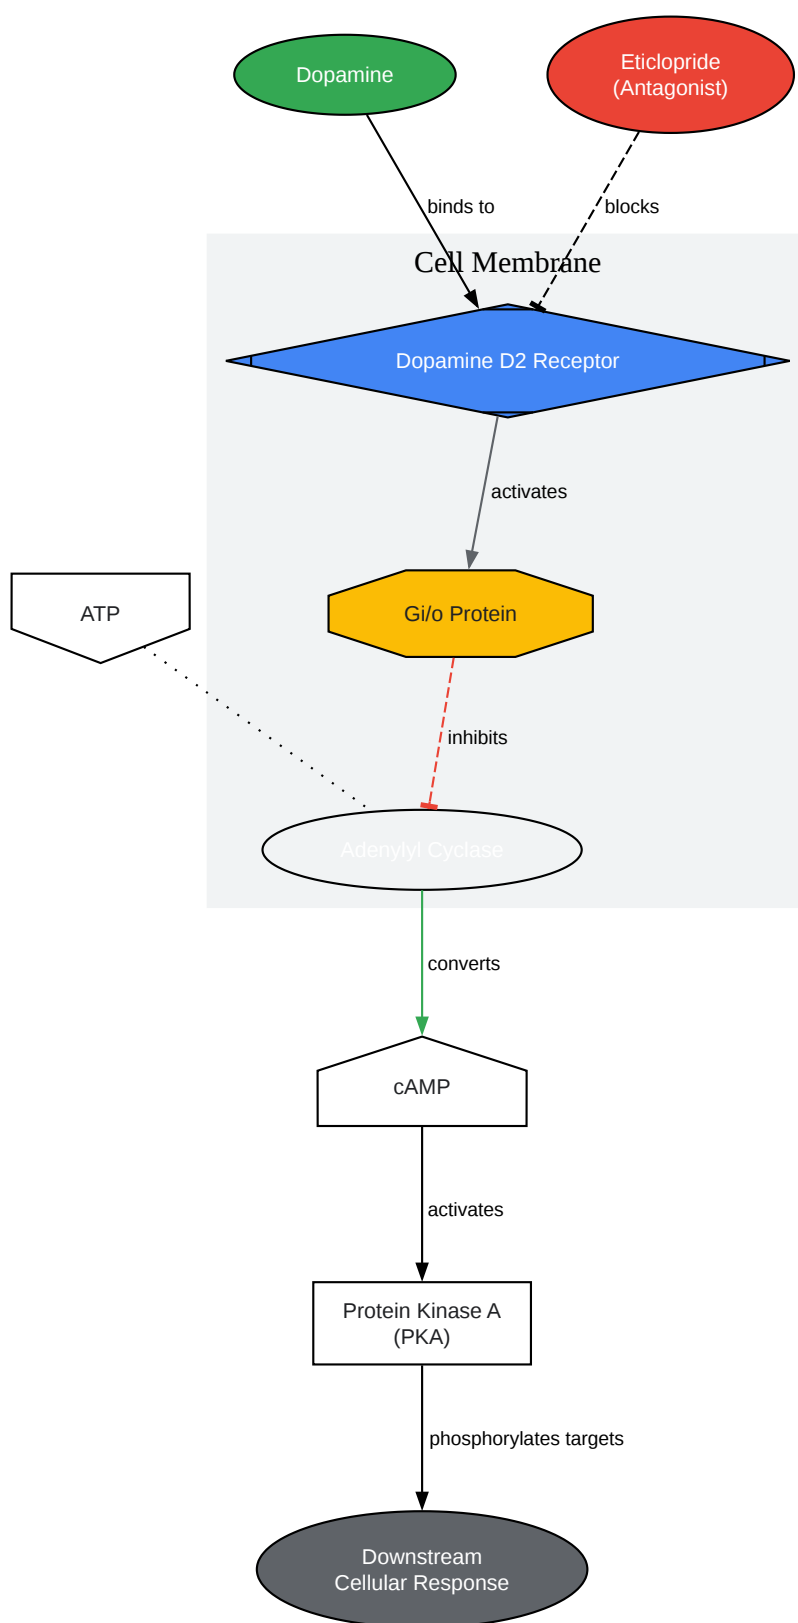 Dopamine
Eticlopride
(Antagonist)
binds to
blocks
Cell Membrane
Dopamine D2 Receptor
activates
ATP
Gi/o Protein
inhibits
Adenylyl Cyclase
converts
cAMP
activates
Protein Kinase A
(PKA)
phosphorylates targets
Downstream
Cellular Response